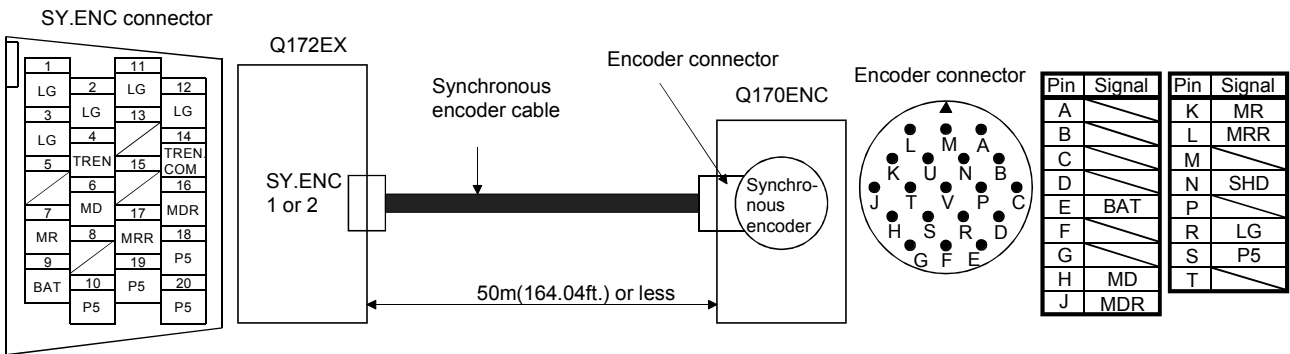 SY.ENC connector
1
LG
3
LG
5
7
MR
9
BAT
2
LG
4
TREN
6
MD
8
10
P5
11
LG
13
15
17
MRR
19
P5
12
LG
14
TREN.
COM
16
MDR
18
P5
20
P5
Q172EX
SY.ENC
1 or 2
Synchronous
encoder cable
50m(164.04ft.) or less
Encoder connector
Q170ENC
Synchro-
nous
encoder
Encoder connector
L M A
K U N B
J T V P C
H S R D
G F E
Pin Signal
A
B
C
D
E BAT
F
G
H MD
J MDR
Pin Signal
K MR
L MRR
M
N SHD
P
R LG
S P5
T